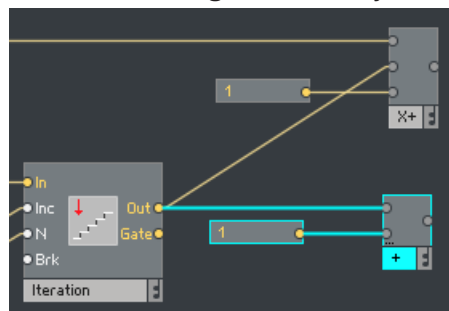 1
X+
In
Inc
Out
N
Gate
1
Brk
...
+
Iteration